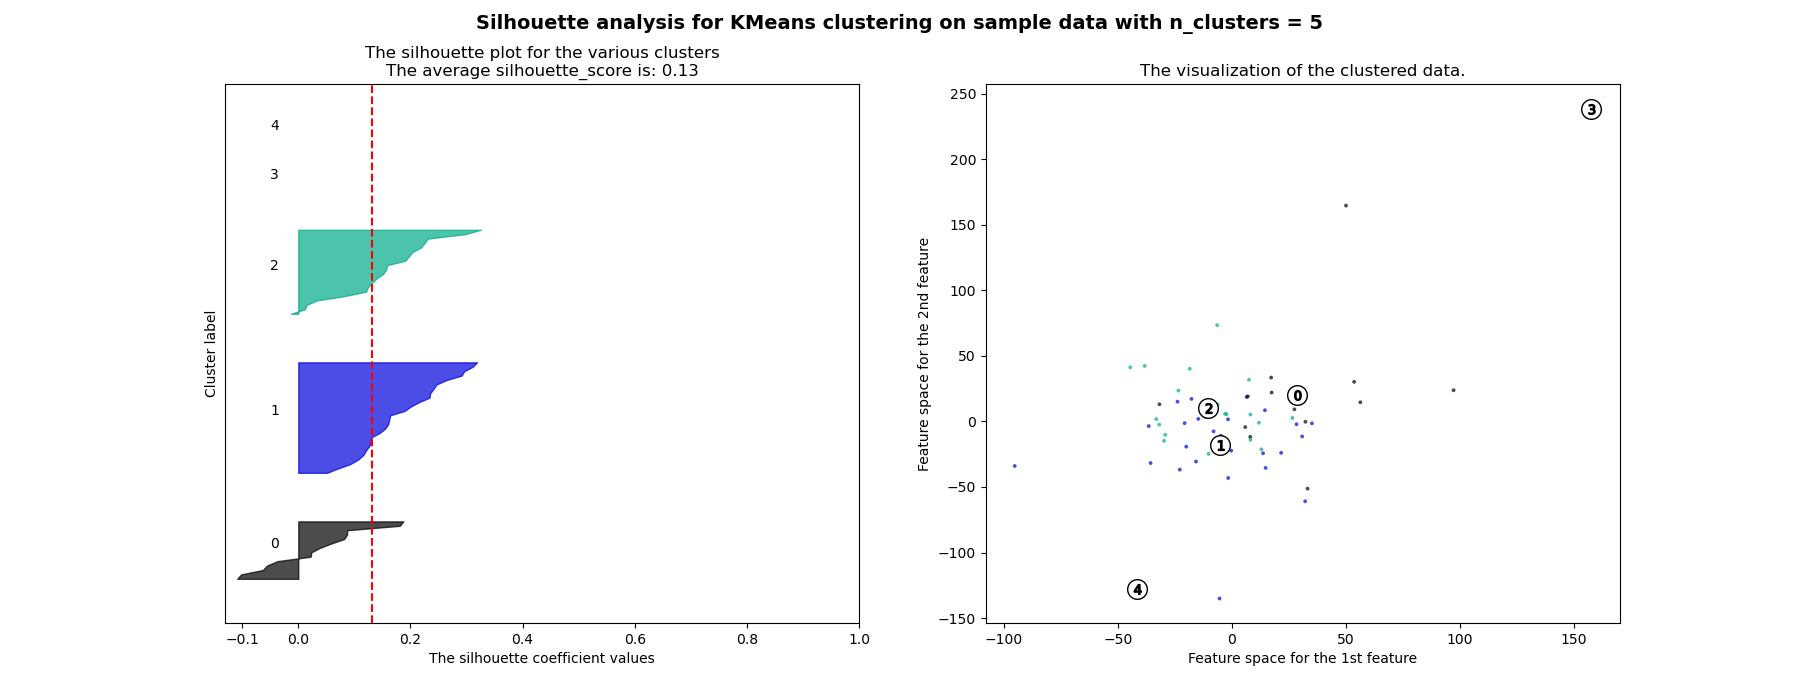 Silhouette analysis for KMeans clustering on sample data with n_clusters = 5
The silhouette plot for the various clusters
The average silhouette_score is: 0.13
4
3
2
1
0
Cluster label
−0.1 0.0 0.2 0.4 0.6 0.8 1.0
The silhouette coefficient values
The visualization of the clustered data.
250
200
150
100
50
0
−50
−100
−150
Feature space for the 2nd feature
3
0
2
1
4
−100 −50 0 50 100 150
Feature space for the 1st feature